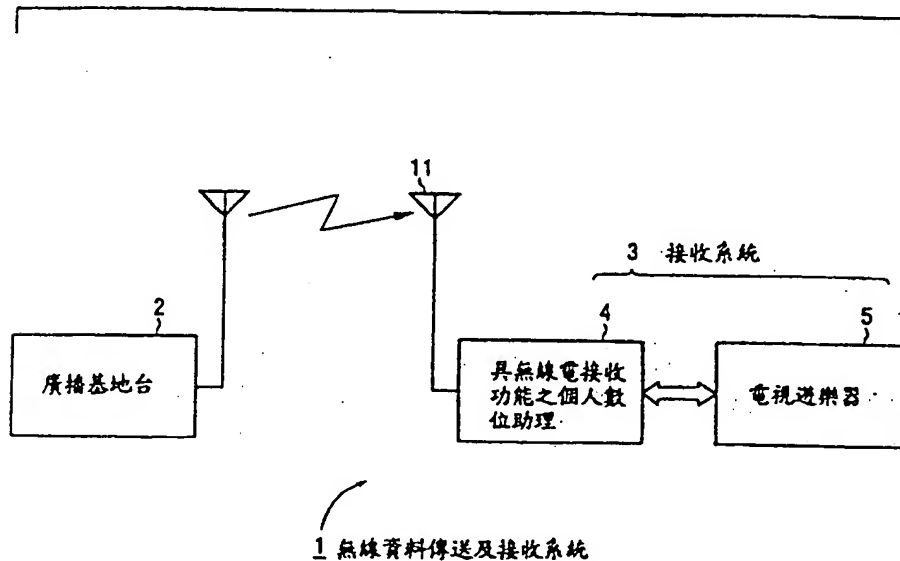 11
3 接收系統
2
4
5
廣播基地台
具無線電接收
功能之個人數
位助理
電視遊樂器
1 無線資料傳送及接收系統